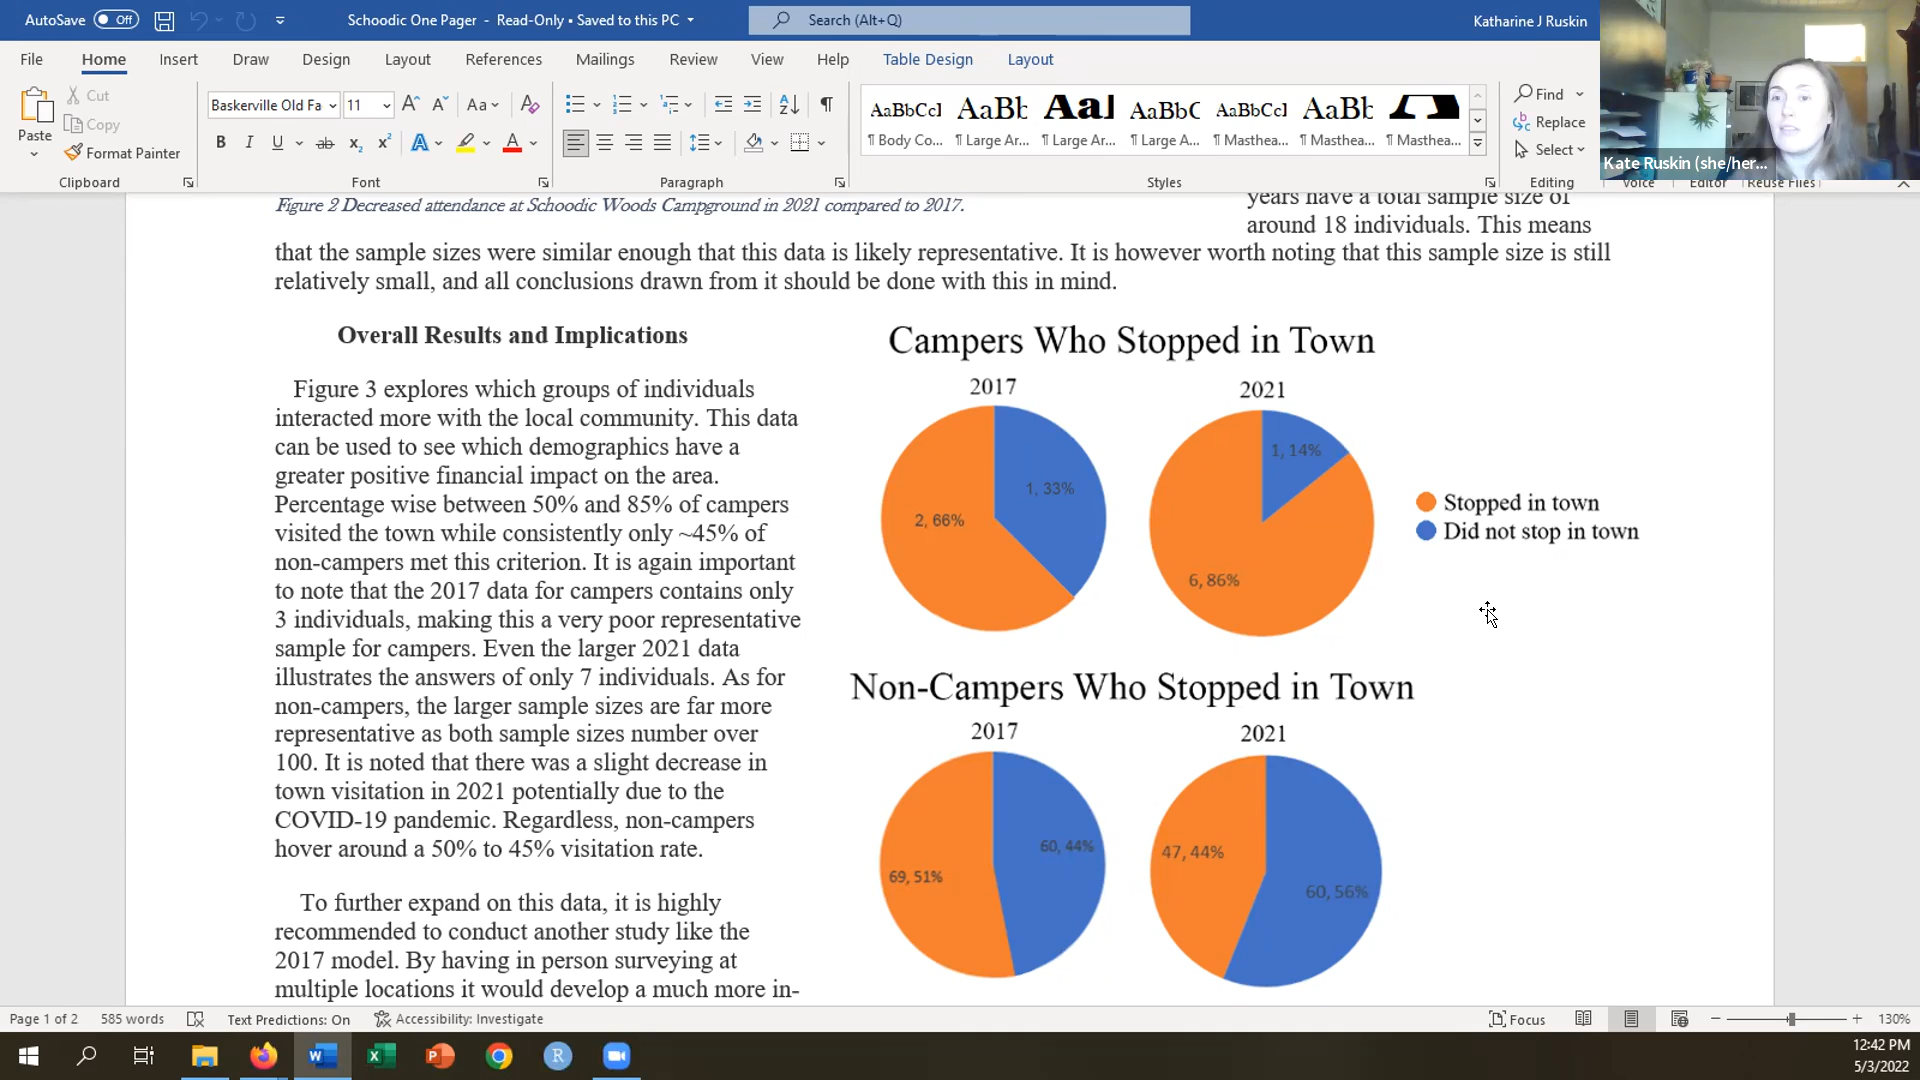 AutoSave Off
Schoodic One Pager - Read-Only • Saved to this PC
Search (Alt+Q)
Katharine J Ruskin
File Home Insert Draw Design Layout References Mailings Review View Help Table Design Layout
Paste
Cut
Copy
Format Painter
Baskerville Old Fa 11
AaBbCcI AaBb AaI AaBbC AaBbCcI AaBb
¶ Body Co... ¶ Large Ar... ¶ Large Ar... ¶ Large A... ¶ Masthea... ¶ Masthea... ¶ Masthea...
Find
Replace
Select
Clipboard Font Paragraph Styles Editing Voice Editor Reuse Files
Kate Ruskin (she/her...
Figure 2 Decreased attendance at Schoodic Woods Campground in 2021 compared to 2017.
years have a total sample size of
around 18 individuals. This means
that the sample sizes were similar enough that this data is likely representative. It is however worth noting that this sample size is still
relatively small, and all conclusions drawn from it should be done with this in mind.
Overall Results and Implications
Figure 3 explores which groups of individuals
interacted more with the local community. This data
can be used to see which demographics have a
greater positive financial impact on the area.
Percentage wise between 50% and 85% of campers
visited the town while consistently only ~45% of
non-campers met this criterion. It is again important
to note that the 2017 data for campers contains only
3 individuals, making this a very poor representative
sample for campers. Even the larger 2021 data
illustrates the answers of only 7 individuals. As for
non-campers, the larger sample sizes are far more
representative as both sample sizes number over
100. It is noted that there was a slight decrease in
town visitation in 2021 potentially due to the
COVID-19 pandemic. Regardless, non-campers
hover around a 50% to 45% visitation rate.
To further expand on this data, it is highly
recommended to conduct another study like the
2017 model. By having in person surveying at
multiple locations it would develop a much more in-
Campers Who Stopped in Town
2017
2021
1, 33%
2, 66%
1, 14%
6, 86%
Stopped in town
Did not stop in town
Non-Campers Who Stopped in Town
2017
2021
60, 44%
69, 51%
47, 44%
60, 56%
Page 1 of 2 585 words Text Predictions: On Accessibility: Investigate
Focus
130%
12:42 PM
5/3/2022